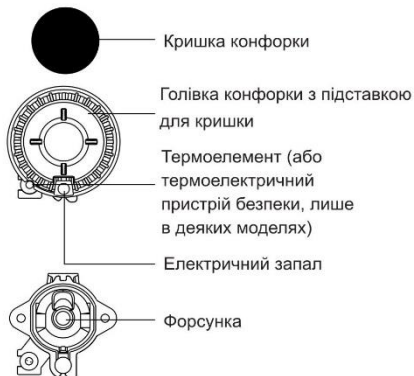 Кришка конфорки
Голівка конфорки з підставкою
для кришки
Термоелемент (або
термоелектричний
пристрій безпеки, лише
в деяких моделях)
Електричний запал
Форсунка